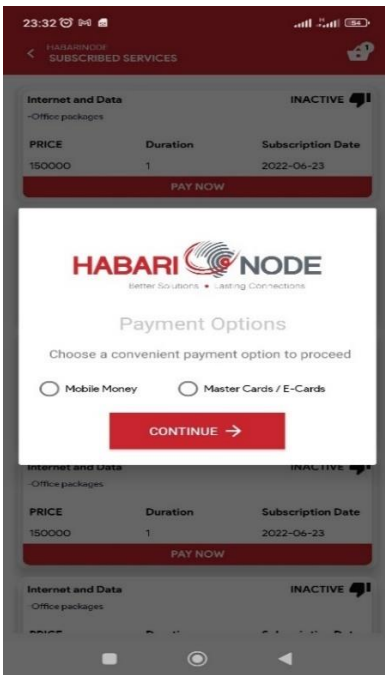 23:32
54
HABARINODE
SUBSCRIBED SERVICES
Internet and Data
INACTIVE
-Office packages
PRICE Duration Subscription Date
150000 1 2022-06-23
PAY NOW
HABARI NODE
Better Solutions • Lasting Connections
Payment Options
Choose a convenient payment option to proceed
Mobile Money
Master Cards / E-Cards
CONTINUE →
Internet and Data
INACTIVE
-Office packages
PRICE Duration Subscription Date
150000 1 2022-06-23
PAY NOW
Internet and Data
INACTIVE
-Office packages